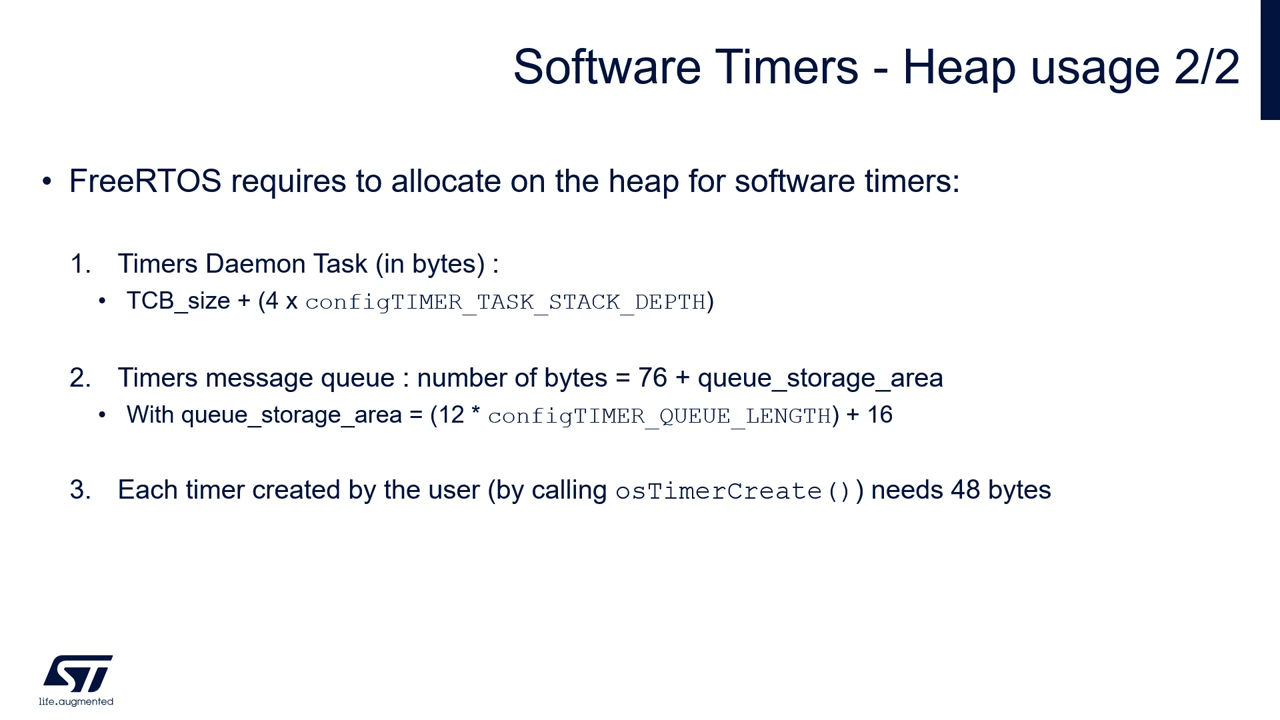 Software Timers - Heap usage 2/2
• FreeRTOS requires to allocate on the heap for software timers:
1. Timers Daemon Task (in bytes) :
• TCB_size + (4 x configTIMER_TASK_STACK_DEPTH)
2. Timers message queue : number of bytes = 76 + queue_storage_area
• With queue_storage_area = (12 * configTIMER_QUEUE_LENGTH) + 16
3. Each timer created by the user (by calling osTimerCreate()) needs 48 bytes
ST
life.augmented